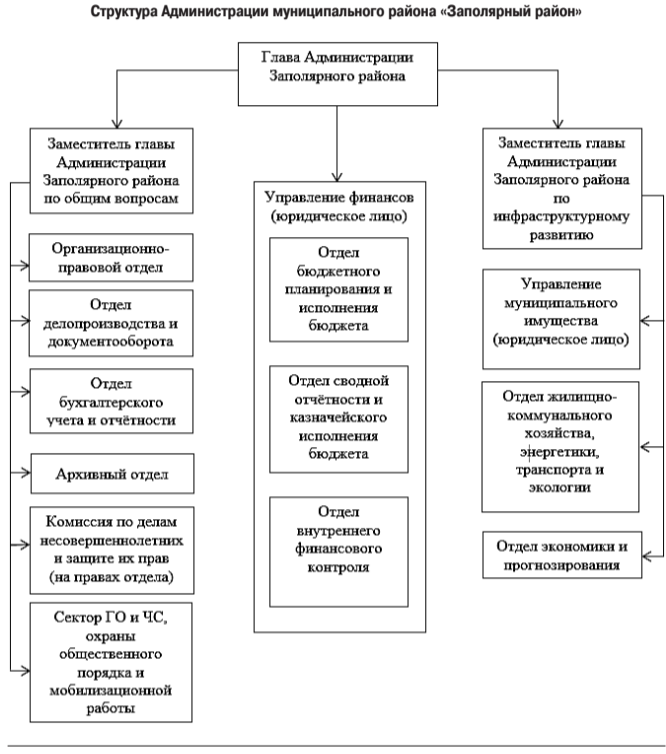 Структура Администрации муниципального района «Заполярный район»
Глава Администрации
Заполярного района
Заместитель главы
Администрации
Заполярного района
по общим вопросам
Организационно-
правовой отдел
Отдел
делопроизводства и
документооборота
Отдел
бухгалтерского
учета и отчётности
Архивный отдел
Комиссия по делам
несовершеннолетних
и защите их прав
(на правах отдела)
Сектор ГО и ЧС,
охраны
общественного
порядка и
мобилизационной
работы
Управление финансов
(юридическое лицо)
Отдел
бюджетного
планирования и
исполнения
бюджета
Отдел сводной
отчётности и
казначейского
исполнения
бюджета
Отдел
внутреннего
финансового
контроля
Заместитель главы
Администрации
Заполярного района
по
инфраструктурному
развитию
Управление
муниципального
имущества
(юридическое лицо)
Отдел жилищно-
коммунального
хозяйства,
энергетики,
транспорта и
экологии
Отдел экономики и
прогнозирования